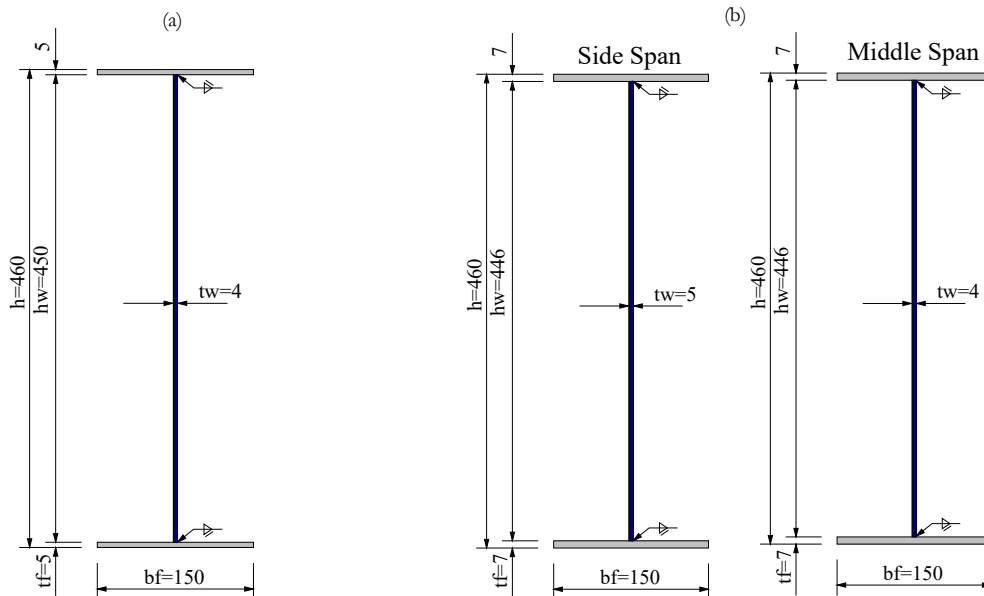 (a)
5
h=460
hw=450
tw=4
tf=5
bf=150
(b)
Side Span
7
h=460
hw=446
tw=5
tf=7
bf=150
Middle Span
7
h=460
hw=446
tw=4
tf=7
bf=150